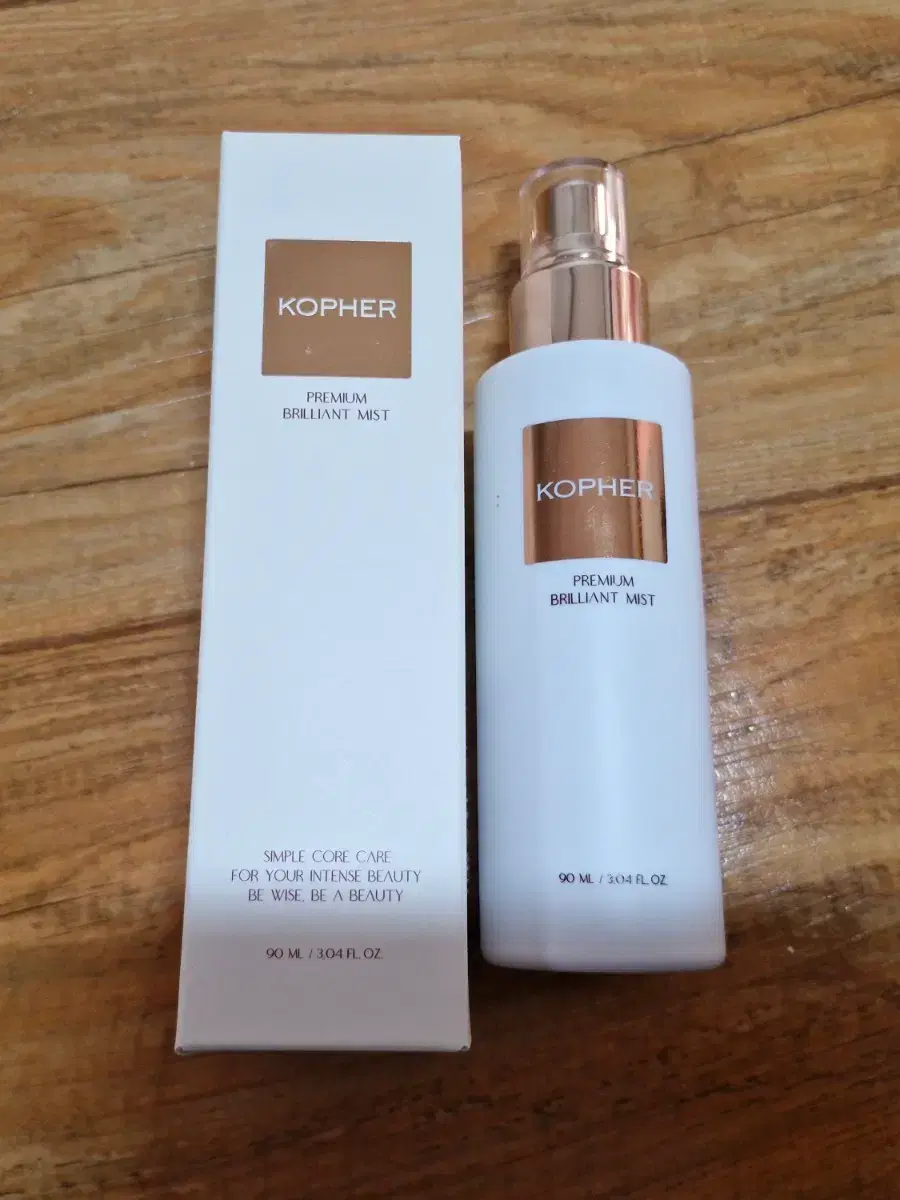 KOPHER
PREMIUM
BRILLIANT MIST
SIMPLE CORE CARE
FOR YOUR INTENSE BEAUTY
BE WISE, BE A BEAUTY
90 ML / 3.04 FL. OZ.
KOPHER
PREMIUM
BRILLIANT MIST
90 ML / 3.04 FL. OZ.